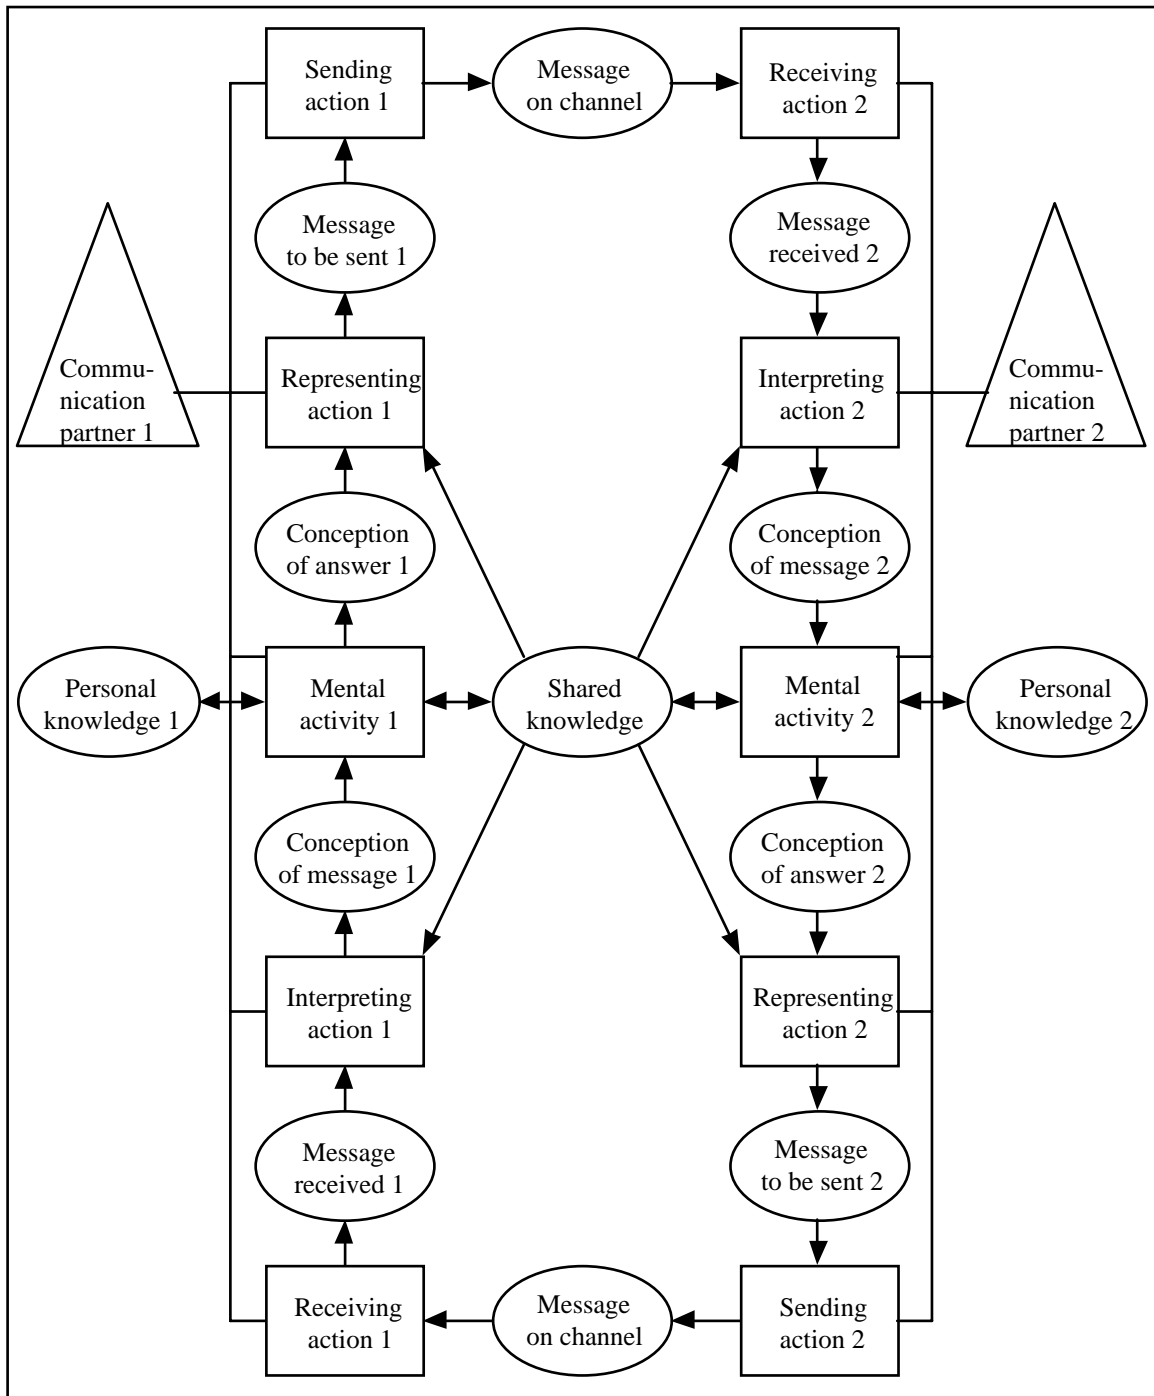 Sending
action 1
Message
on channel
Receiving
action 2
Message
to be sent 1
Message
received 2
Commu-
nication
partner 1
Representing
action 1
Interpreting
action 2
Commu-
nication
partner 2
Conception
of answer 1
Conception
of message 2
Personal
knowledge 1
Mental
activity 1
Shared
knowledge
Mental
activity 2
Personal
knowledge 2
Conception
of message 1
Conception
of answer 2
Interpreting
action 1
Representing
action 2
Message
received 1
Message
to be sent 2
Receiving
action 1
Message
on channel
Sending
action 2